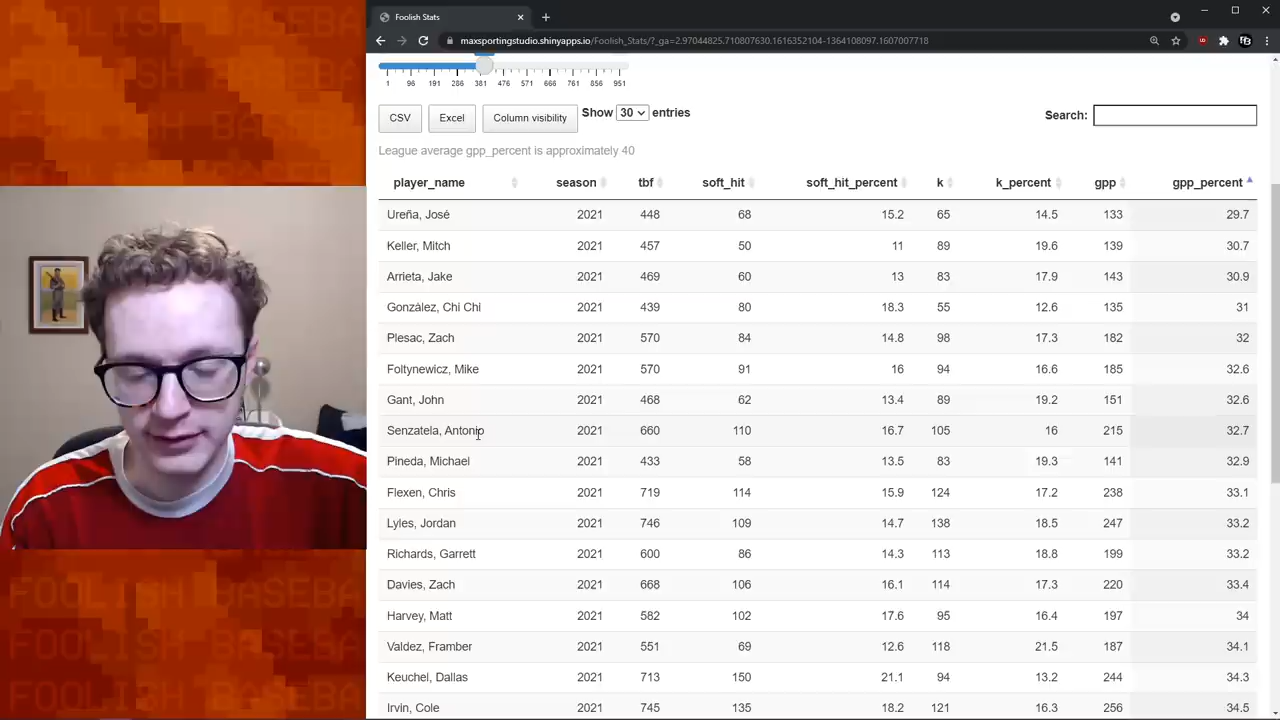 FOOLISH BASEBA
FOOLISH BASEBA
FOOLISH BASEBA
FOOLISH BASEBA
FOOLISH BASEBA
Foolish Stats
maxsportingstudio.shinyapps.io/Foolish_Stats/?_ga=2.97044825.710807630.1616352104-1364108097.1607007718
1 96 191 286 381 476 571 666 761 856 951
CSV Excel Column visibility Show 30 entries Search:
League average gpp_percent is approximately 40
player_name season tbf soft_hit soft_hit_percent k k_percent gpp gpp_percent
Ureña, José 2021 448 68 15.2 65 14.5 133 29.7
Keller, Mitch 2021 457 50 11 89 19.6 139 30.7
Arrieta, Jake 2021 469 60 13 83 17.9 143 30.9
González, Chi Chi 2021 439 80 18.3 55 12.6 135 31
Plesac, Zach 2021 570 84 14.8 98 17.3 182 32
Foltynewicz, Mike 2021 570 91 16 94 16.6 185 32.6
Gant, John 2021 468 62 13.4 89 19.2 151 32.6
Senzatela, Antonio 2021 660 110 16.7 105 16 215 32.7
Pineda, Michael 2021 433 58 13.5 83 19.3 141 32.9
Flexen, Chris 2021 719 114 15.9 124 17.2 238 33.1
Lyles, Jordan 2021 746 109 14.7 138 18.5 247 33.2
Richards, Garrett 2021 600 86 14.3 113 18.8 199 33.2
Davies, Zach 2021 668 106 16.1 114 17.3 220 33.4
Harvey, Matt 2021 582 102 17.6 95 16.4 197 34
Valdez, Framber 2021 551 69 12.6 118 21.5 187 34.1
Keuchel, Dallas 2021 713 150 21.1 94 13.2 244 34.3
Irvin, Cole 2021 745 135 18.2 121 16.3 256 34.5